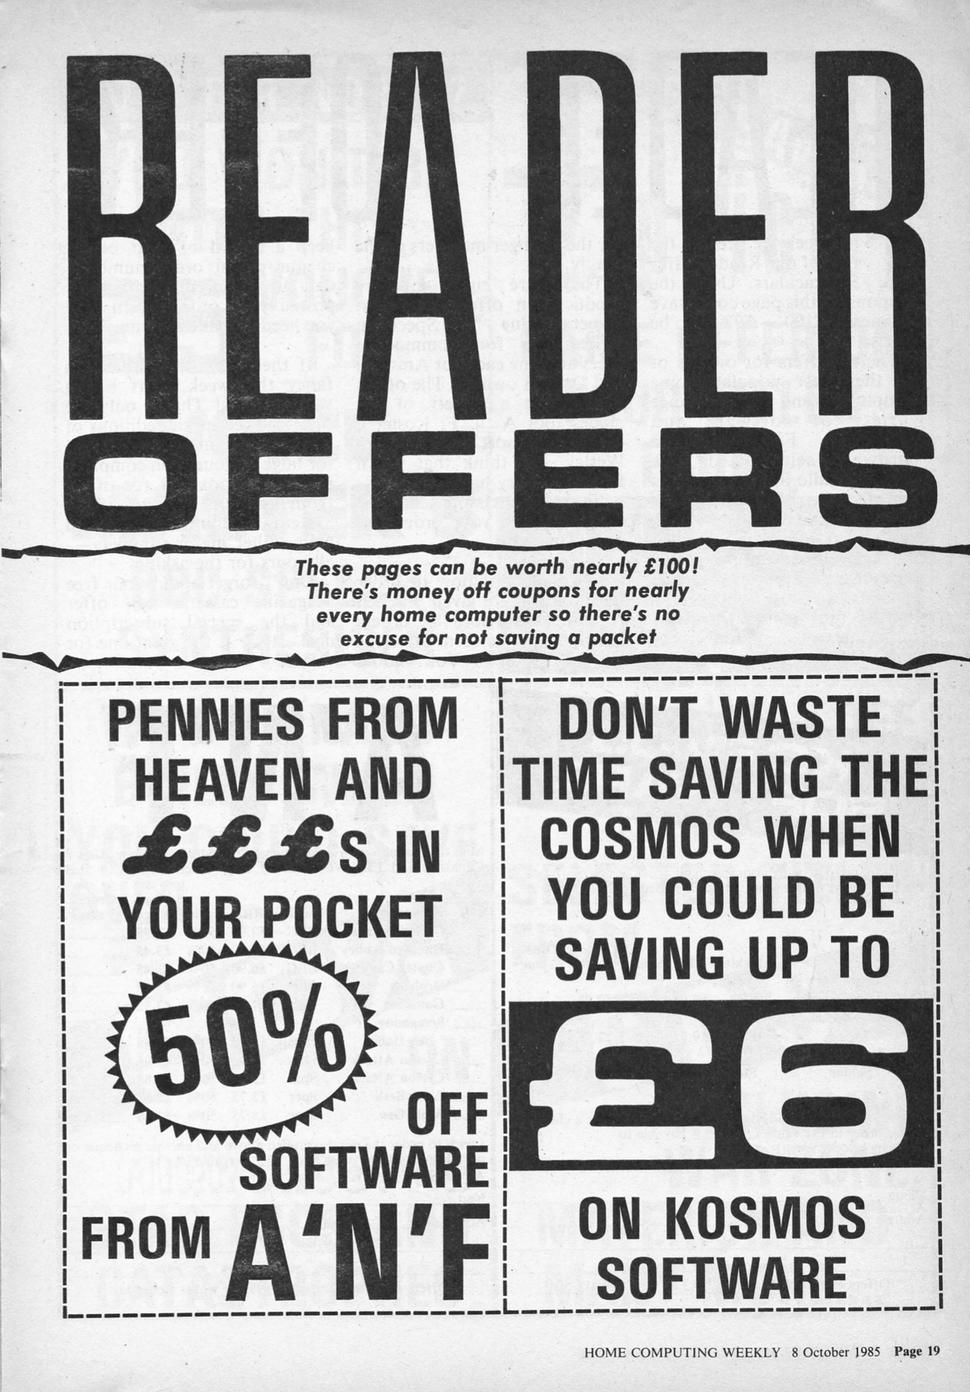 READER
OFFERS
These pages can be worth nearly £100!
There's money off coupons for nearly
every home computer so there's no
excuse for not saving a packet
PENNIES FROM
HEAVEN AND
£££S IN
YOUR POCKET
50%
OFF
SOFTWARE
FROM A'N'F
DON'T WASTE
TIME SAVING THE
COSMOS WHEN
YOU COULD BE
SAVING UP TO
£6
ON KOSMOS
SOFTWARE
HOME COMPUTING WEEKLY 8 October 1985 Page 19